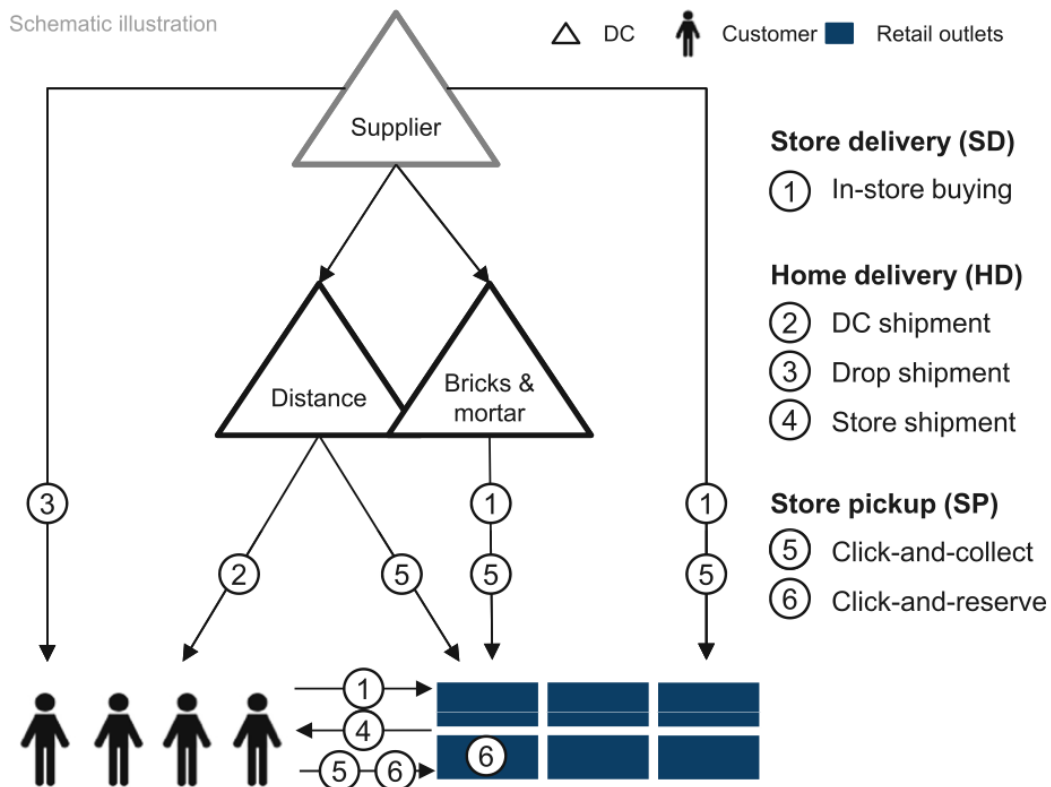 Schematic illustration
DC
Customer
Retail outlets
Supplier
Store delivery (SD)
1 In-store buying
Home delivery (HD)
2 DC shipment
3 Drop shipment
4 Store shipment
Distance
Bricks &
mortar
Store pickup (SP)
5 Click-and-collect
6 Click-and-reserve
3
1
1
2
5
5
5
1
4
6
5 6